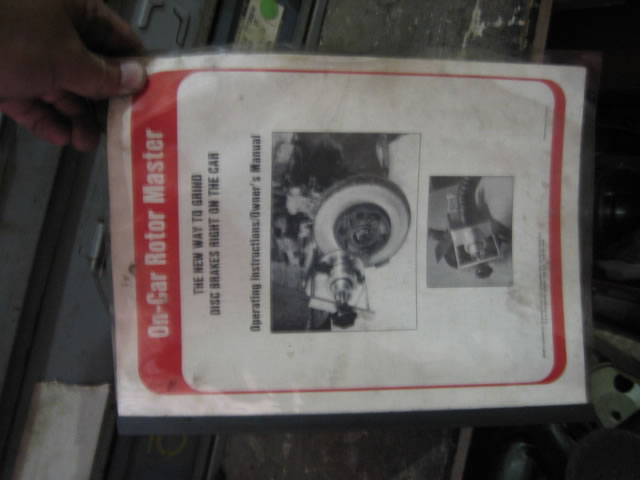 On-Car Rotor Master
THE NEW WAY TO GRIND
DISC BRAKES RIGHT ON THE CAR
Operating Instructions/Owner's Manual